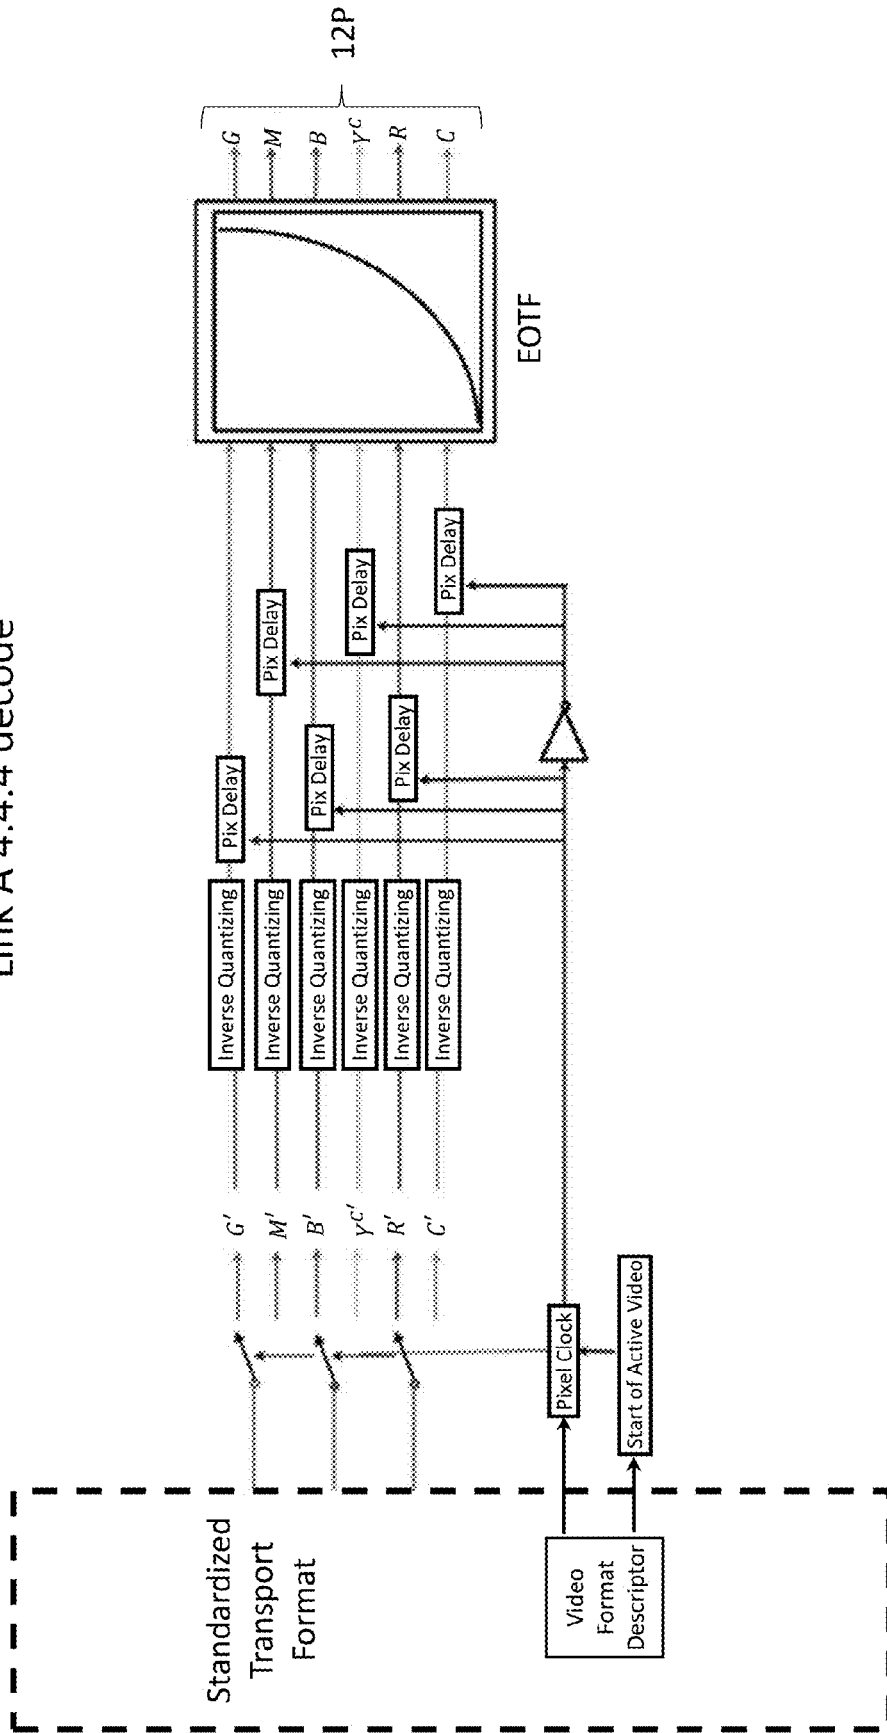 Link A 4:4:4 decode
Standardized
Transport
Format
Video
Format
Descriptor
Pixel Clock
Start of Active Video
G'
M'
B'
Y^C'
R'
C'
Inverse Quantizing
Inverse Quantizing
Inverse Quantizing
Inverse Quantizing
Inverse Quantizing
Inverse Quantizing
Pix Delay
Pix Delay
Pix Delay
Pix Delay
Pix Delay
Pix Delay
EOTF
G
M
B
Y^C
R
C
12P